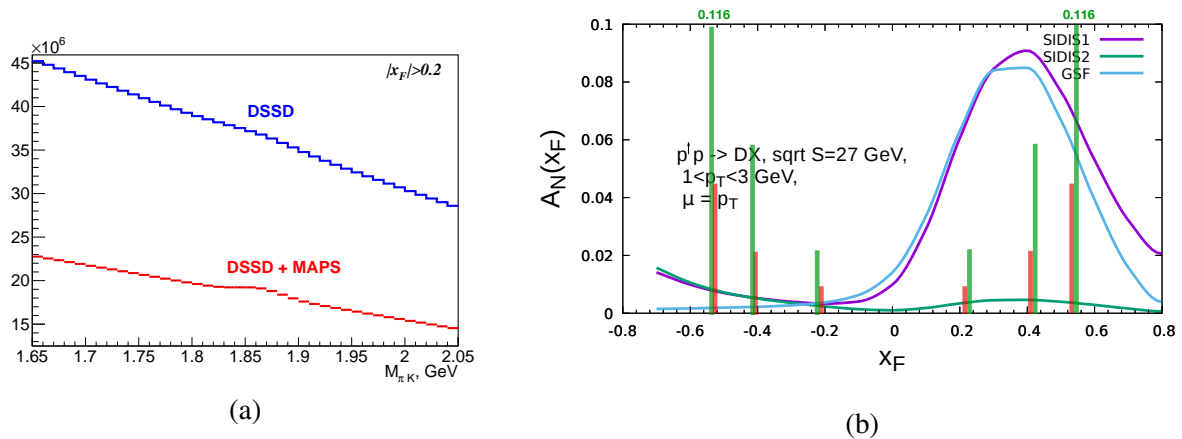 ×10⁶
|x_F|>0.2
45
40
35
30
25
20
15
DSSD
DSSD + MAPS
1.65 1.7 1.75 1.8 1.85 1.9 1.95 2 2.05
M_{π K}, GeV
(a)
0.116 0.116
0.1
0.08
0.06
0.04
0.02
0
A_N(x_F)
SIDIS1
SIDIS2
GSF
p↑p -> DX, sqrt S=27 GeV,
1<p_T<3 GeV,
μ = p_T
-0.8 -0.6 -0.4 -0.2 0 0.2 0.4 0.6 0.8
x_F
(b)